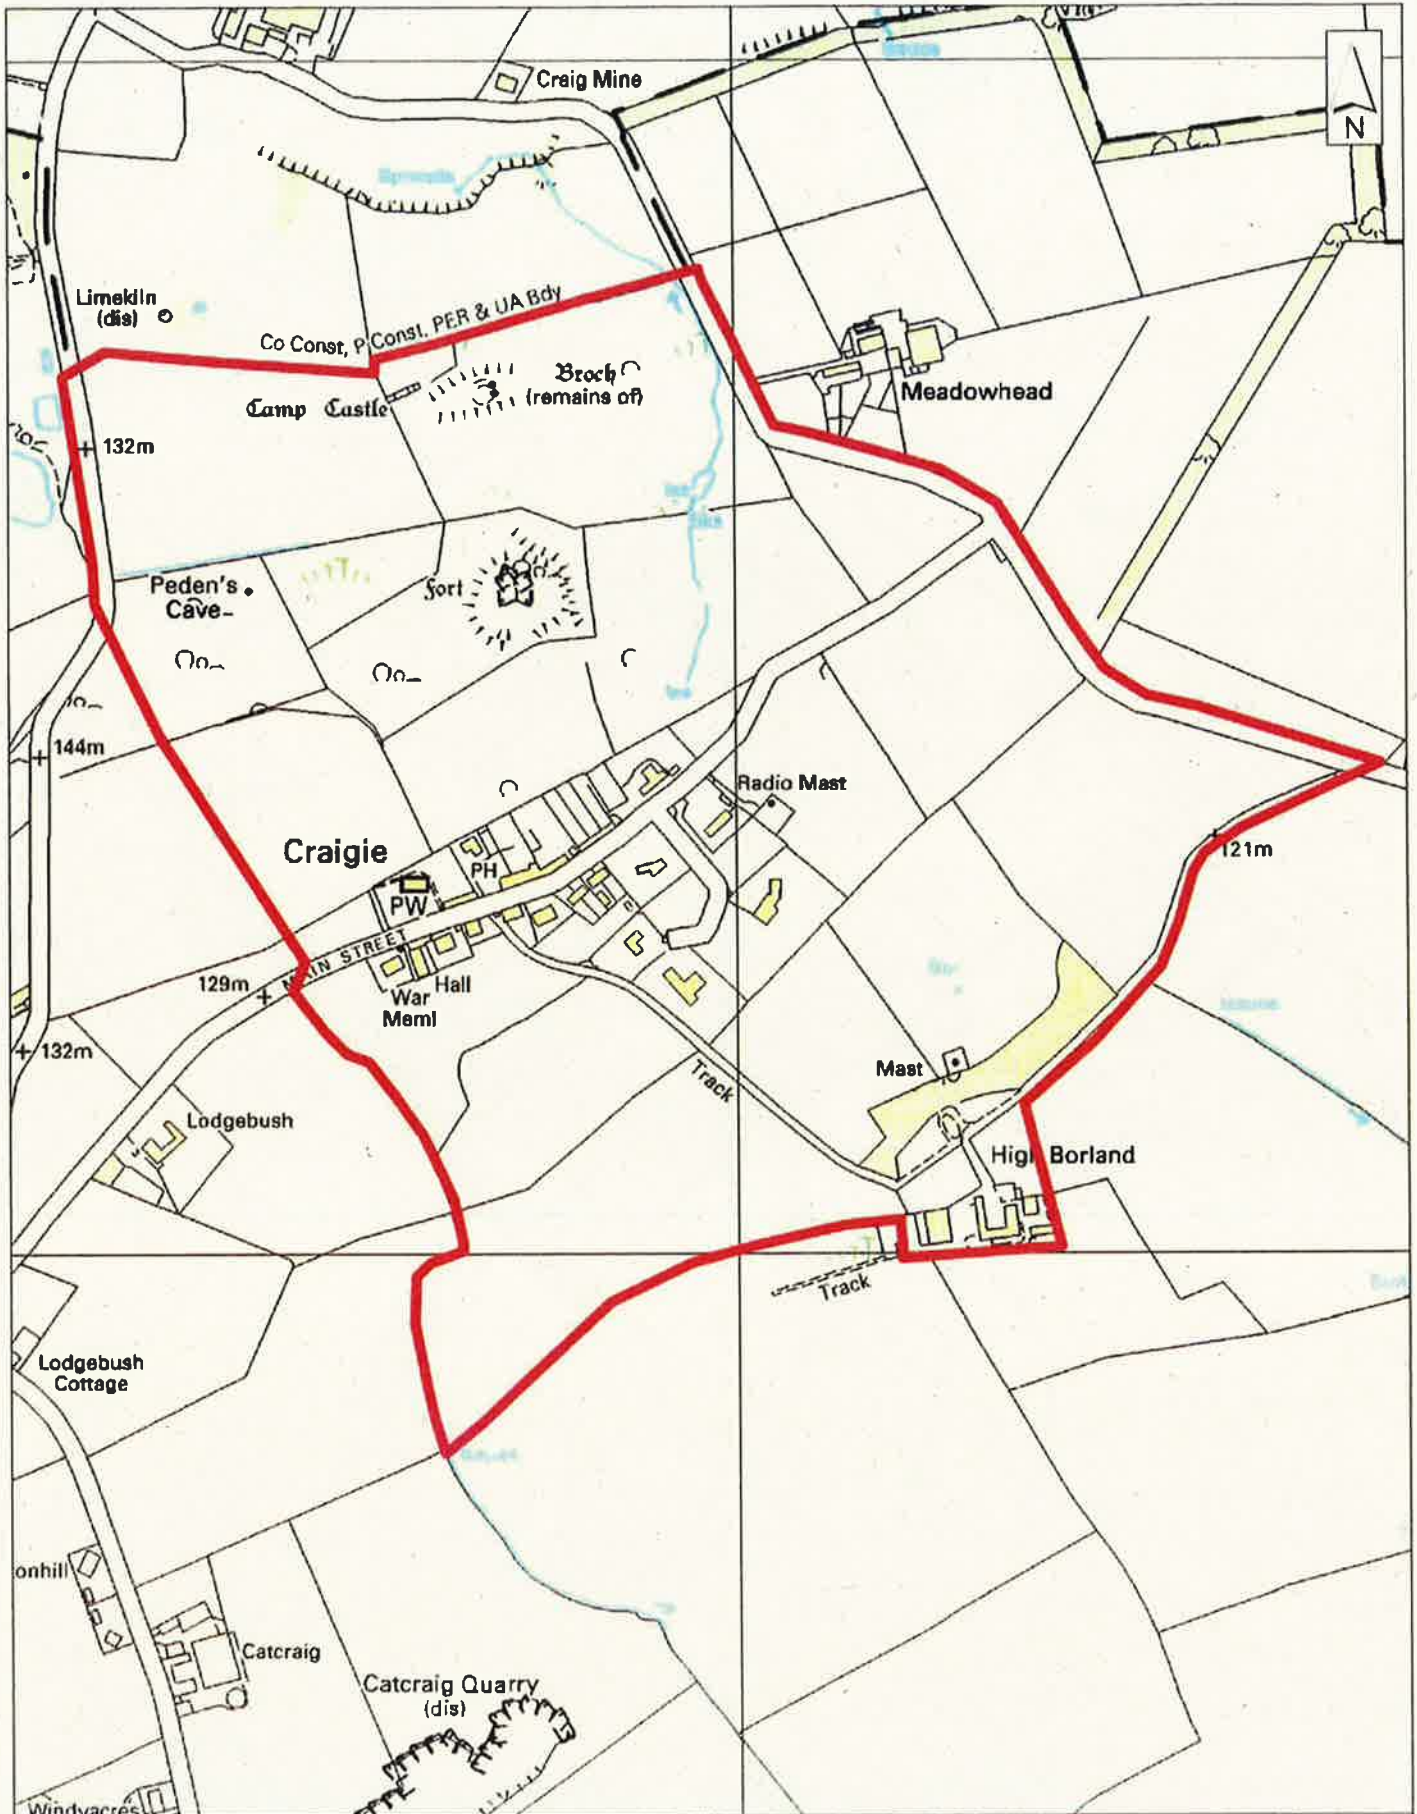 Craig Mine
N
Limekiln
(dis)
Co Const, P Const, PER & UA Bdy
Camp Castle
Broch
(remains of)
Meadowhead
132m
Peden's
Cave
fort
144m
Radio Mast
Craigie
PH
PW
121m
MAIN STREET
129m
Hall
War
Meml
132m
Track
Mast
Lodgebush
High Borland
Track
Lodgebush
Cottage
onhill
Catcraig
Catcraig Quarry
(dis)
Windyacres